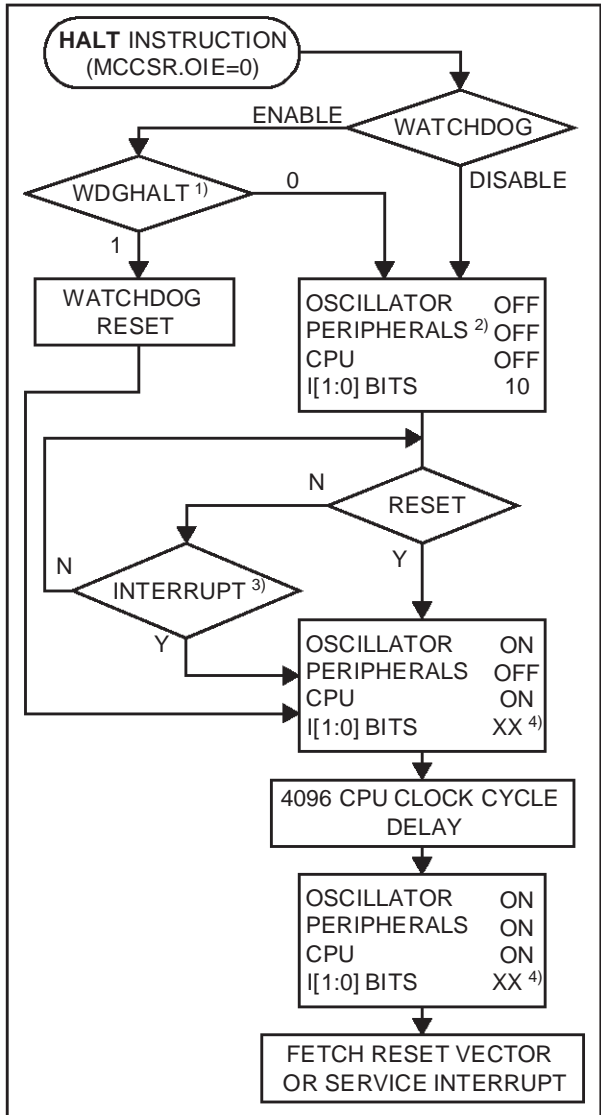 HALT INSTRUCTION
(MCCSR.OIE=0)
ENABLE
WATCHDOG
WDGHALT 1)
0
DISABLE
1
WATCHDOG
RESET
OSCILLATOR OFF
PERIPHERALS 2) OFF
CPU OFF
I[1:0] BITS 10
N
RESET
N
Y
INTERRUPT 3)
Y
OSCILLATOR ON
PERIPHERALS OFF
CPU ON
I[1:0] BITS XX 4)
4096 CPU CLOCK CYCLE
DELAY
OSCILLATOR ON
PERIPHERALS ON
CPU ON
I[1:0] BITS XX 4)
FETCH RESET VECTOR
OR SERVICE INTERRUPT